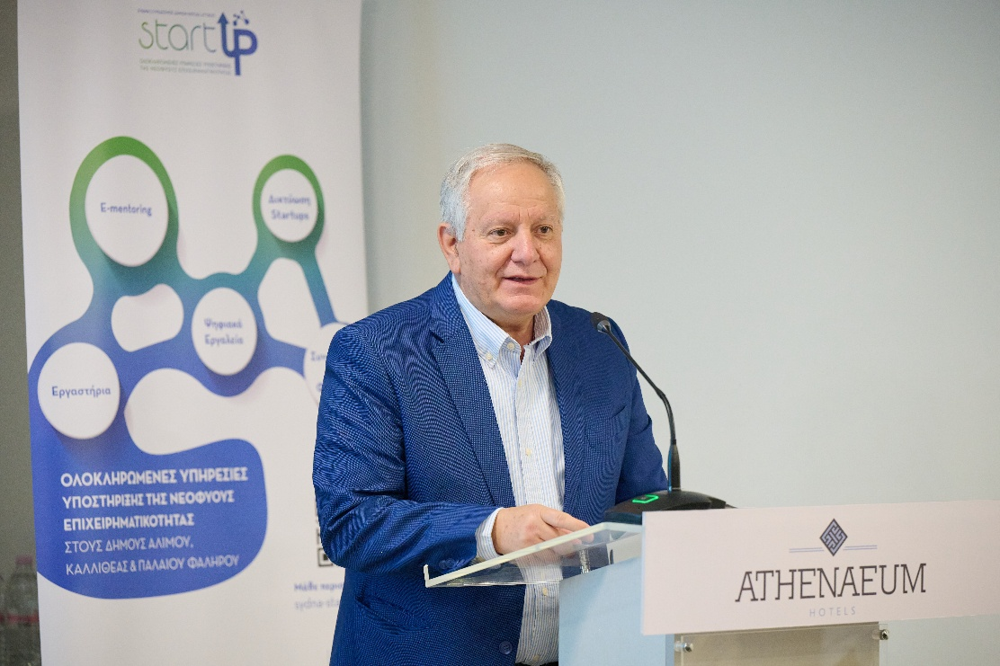 startUP
E-mentoring
Δικτύωση
Startups
Ψηφιακά
Εργαλεία
Εργαστήρια
ΟΛΟΚΛΗΡΩΜΕΝΕΣ ΥΠΗΡΕΣΙΕΣ
ΥΠΟΣΤΗΡΙΞΗΣ ΤΗΣ ΝΕΟΦΥΟΥΣ
ΕΠΙΧΕΙΡΗΜΑΤΙΚΟΤΗΤΑΣ
ΣΤΟΥΣ ΔΗΜΟΥΣ ΑΛΙΜΟΥ,
ΚΑΛΛΙΘΕΑΣ & ΠΑΛΑΙΟΥ ΦΑΛΗΡΟΥ
Μάθε
ATHENAEUM
HOTELS